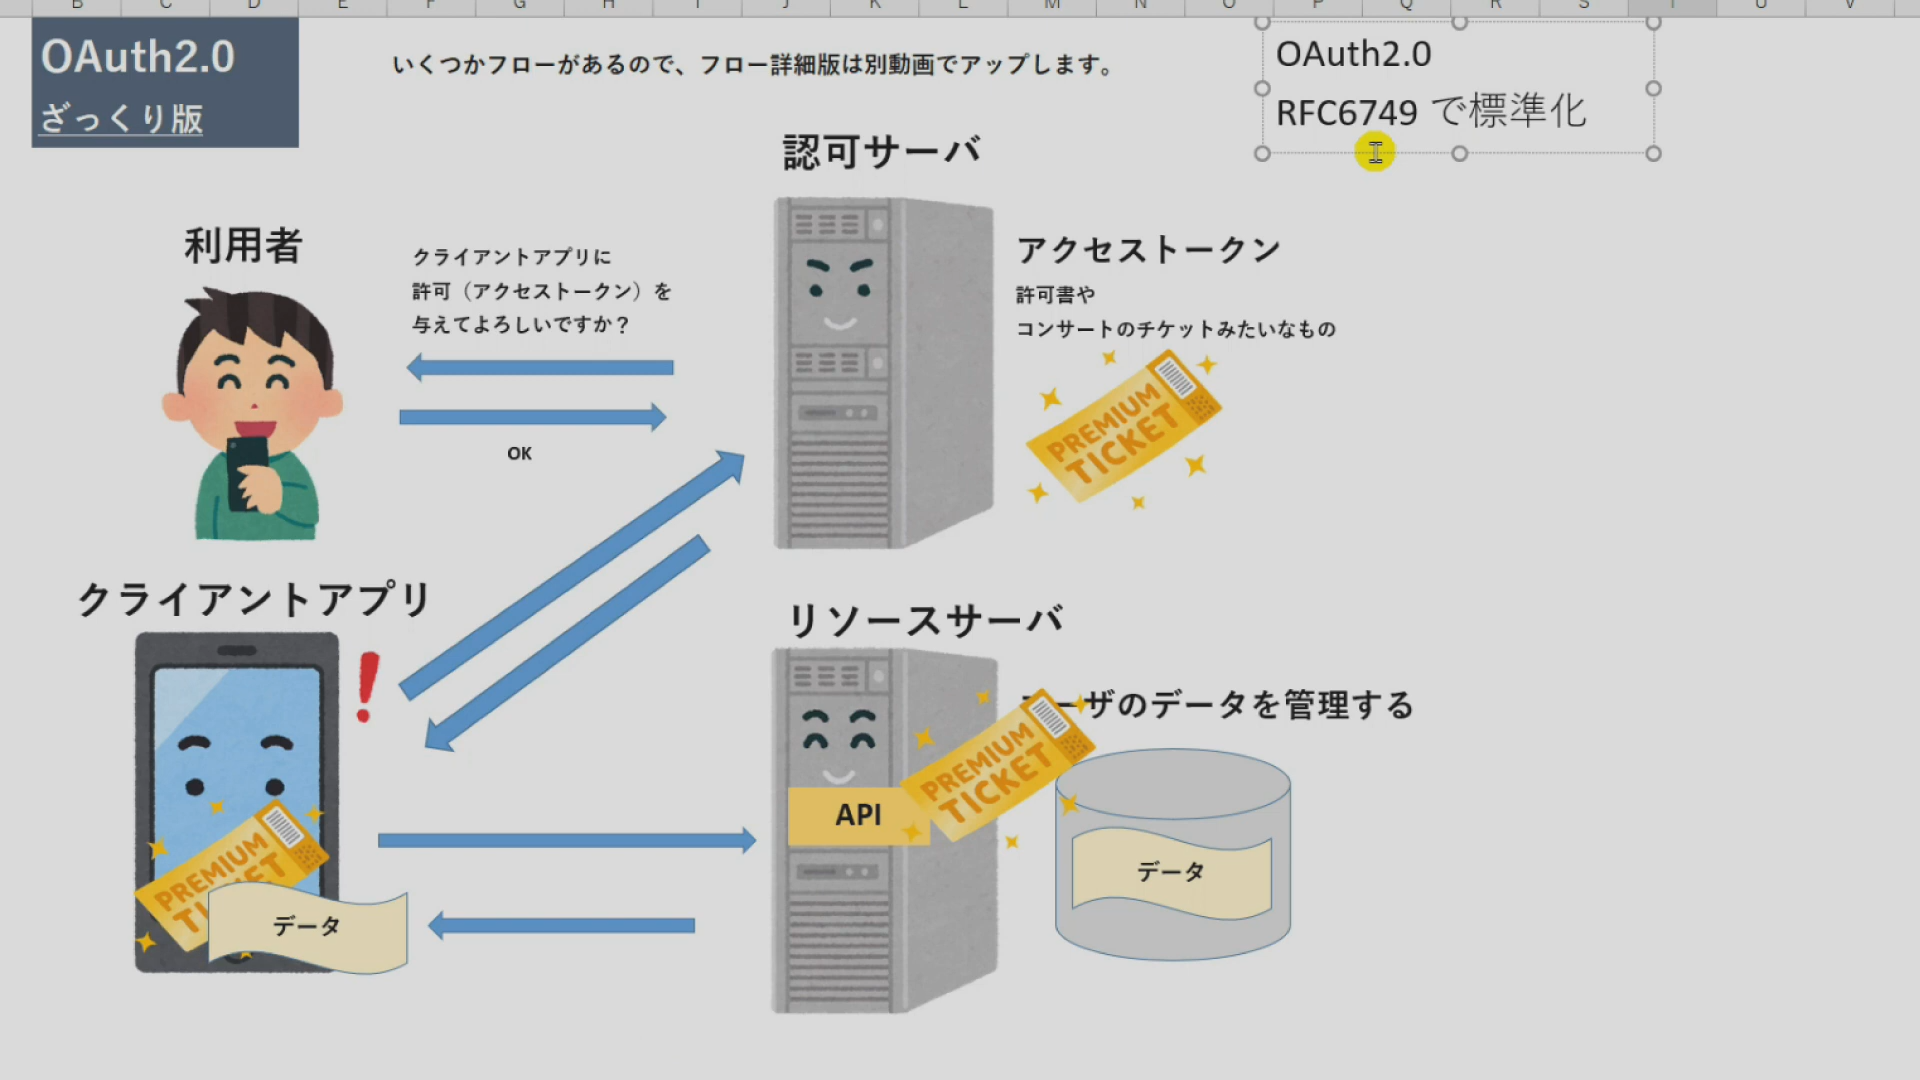 B C D E F G H I J K L M N O P Q R S T U V
OAuth2.0
ざっくり版
いくつかフローがあるので、フロー詳細版は別動画でアップします。
OAuth2.0
RFC6749 で標準化
認可サーバ
利用者
クライアントアプリに
許可（アクセストークン）を
与えてよろしいですか？
OK
アクセストークン
許可書や
コンサートのチケットみたいなもの
PREMIUM
TICKET
クライアントアプリ
リソースサーバ
ーザのデータを管理する
PREMIUM
TICKET
API
データ
PREMIUM
データ